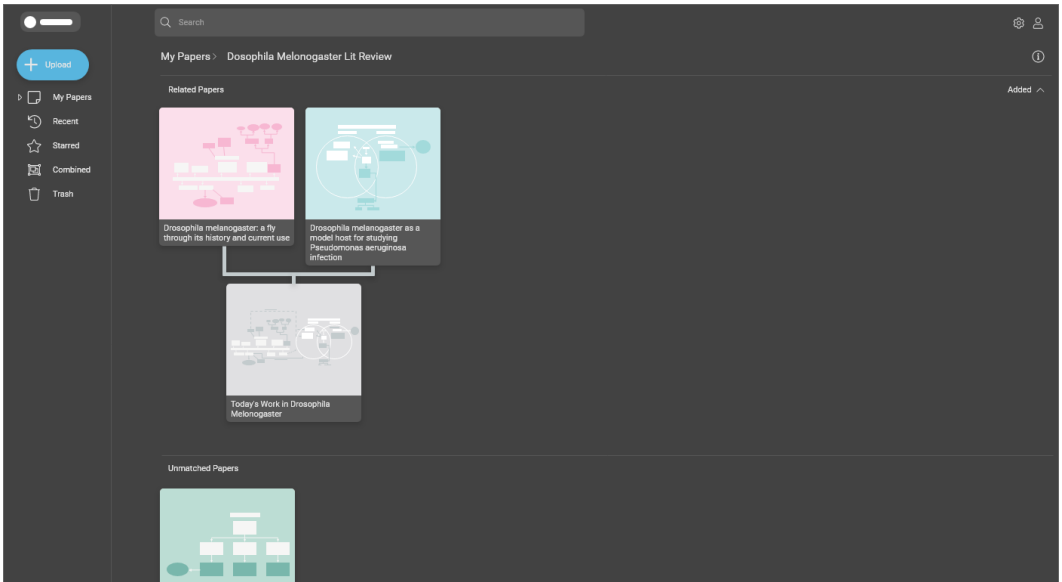 Search
Upload
My Papers
Recent
Starred
Combined
Trash
My Papers > Dosophila Melonogaster Lit Review
Related Papers
Added
Drosophila melanogaster: a fly
through its history and current use
Drosophila melanogaster as a
model host for studying
Pseudomonas aeruginosa
infection
Today's Work in Drosophila
Melonogaster
Unmatched Papers